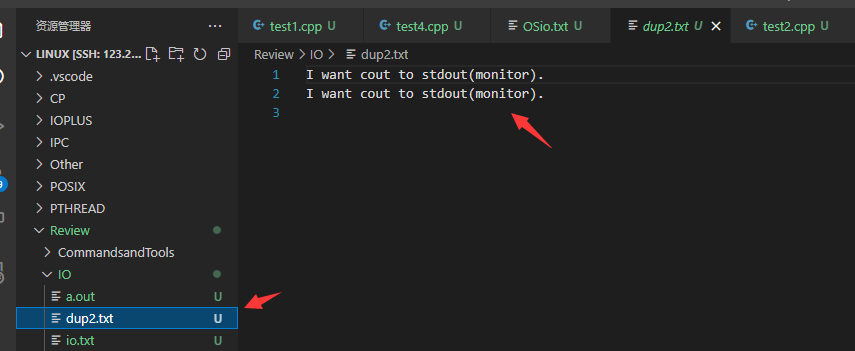 资源管理器
test1.cpp U
test4.cpp U
OSio.txt U
dup2.txt U
test2.cpp U
LINUX [SSH: 123.2...
Review > IO > dup2.txt
1 I want cout to stdout(monitor).
2 I want cout to stdout(monitor).
3
.vscode
CP
IOPLUS
IPC
Other
POSIX
PTHREAD
Review
CommandsandTools
IO
a.out U
dup2.txt U
io.txt U